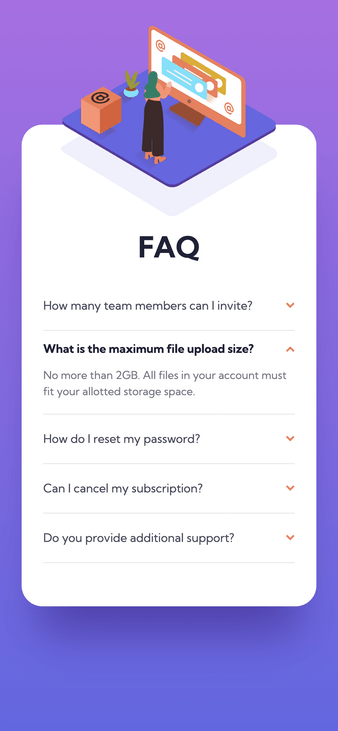 FAQ
How many team members can I invite?
What is the maximum file upload size?
No more than 2GB. All files in your account must
fit your allotted storage space.
How do I reset my password?
Can I cancel my subscription?
Do you provide additional support?